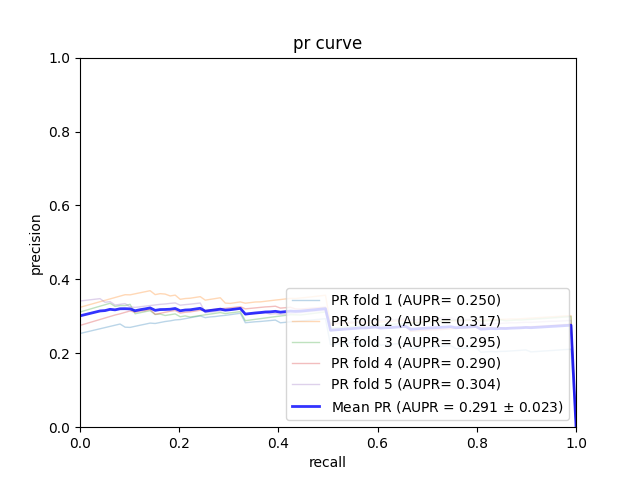 pr curve
1.0
0.8
0.6
0.4
0.2
0.0
precision
PR fold 1 (AUPR= 0.250)
PR fold 2 (AUPR= 0.317)
PR fold 3 (AUPR= 0.295)
PR fold 4 (AUPR= 0.290)
PR fold 5 (AUPR= 0.304)
Mean PR (AUPR = 0.291 ± 0.023)
0.0 0.2 0.4 0.6 0.8 1.0
recall